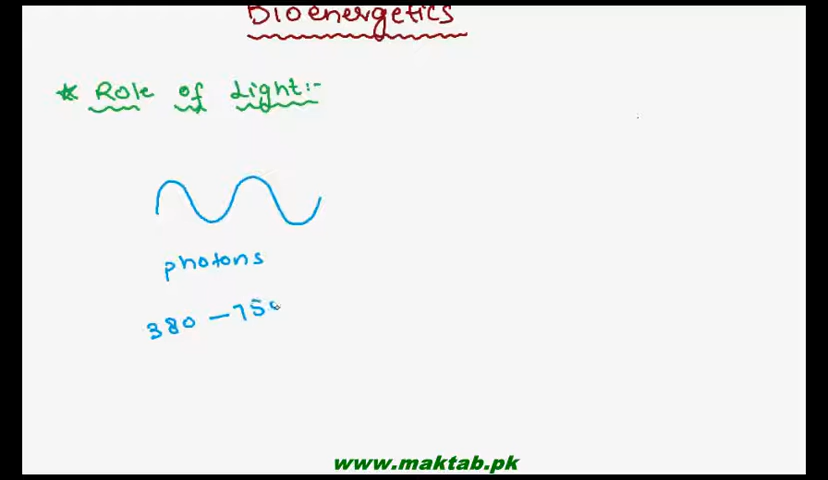 Bioenergetics
* Role of Light:-
photons
380 - 750
www.maktab.pk